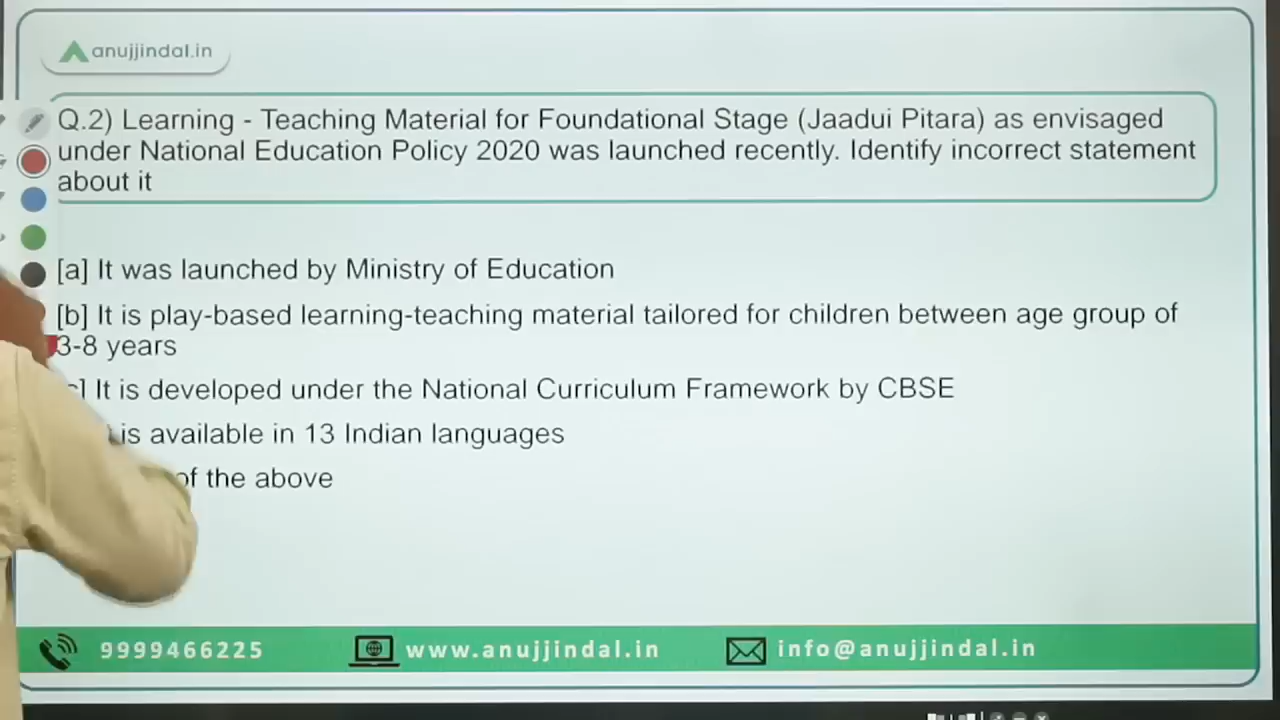 anujjindal.in
Q.2) Learning - Teaching Material for Foundational Stage (Jaadui Pitara) as envisaged
under National Education Policy 2020 was launched recently. Identify incorrect statement
about it
[a] It was launched by Ministry of Education
[b] It is play-based learning-teaching material tailored for children between age group of
3-8 years
] It is developed under the National Curriculum Framework by CBSE
is available in 13 Indian languages
of the above
9999466225 www.anujjindal.in info@anujjindal.in